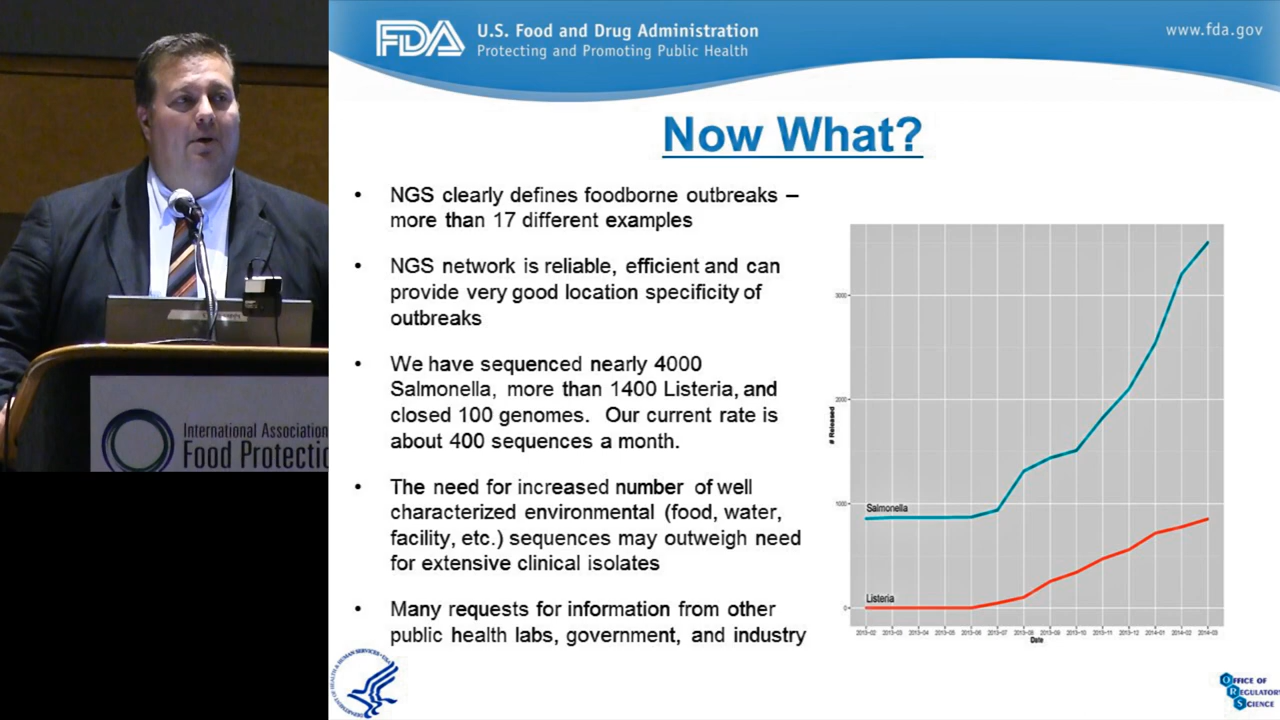 FDA
U.S. Food and Drug Administration
Protecting and Promoting Public Health
www.fda.gov
Now What?
• NGS clearly defines foodborne outbreaks –
more than 17 different examples
• NGS network is reliable, efficient and can
provide very good location specificity of
outbreaks
• We have sequenced nearly 4000
Salmonella, more than 1400 Listeria, and
closed 100 genomes. Our current rate is
about 400 sequences a month.
• The need for increased number of well
characterized environmental (food, water,
facility, etc.) sequences may outweigh need
for extensive clinical isolates
• Many requests for information from other
public health labs, government, and industry
# Released
3000
2000
1000
0
Salmonella
Listeria
2013-02 2013-03 2013-04 2013-05 2013-06 2013-07 2013-08 2013-09 2013-10 2013-11 2013-12 2014-01 2014-02 2014-03
Date
International Association
Food Protectio
DEPARTMENT OF HEALTH & HUMAN SERVICES • USA
OFFICE OF
REGULATORY
SCIENCE